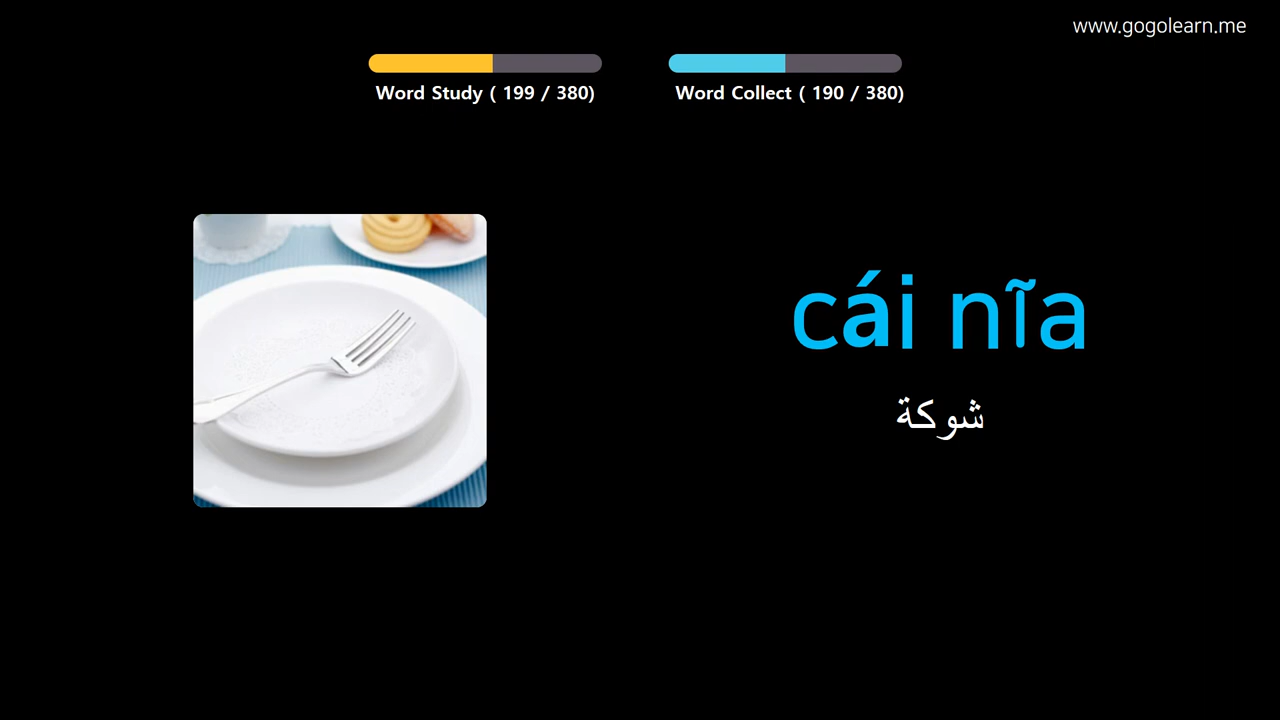 www.gogolearn.me
Word Study ( 199 / 380)
Word Collect ( 190 / 380)
cái nĩa
شوكة